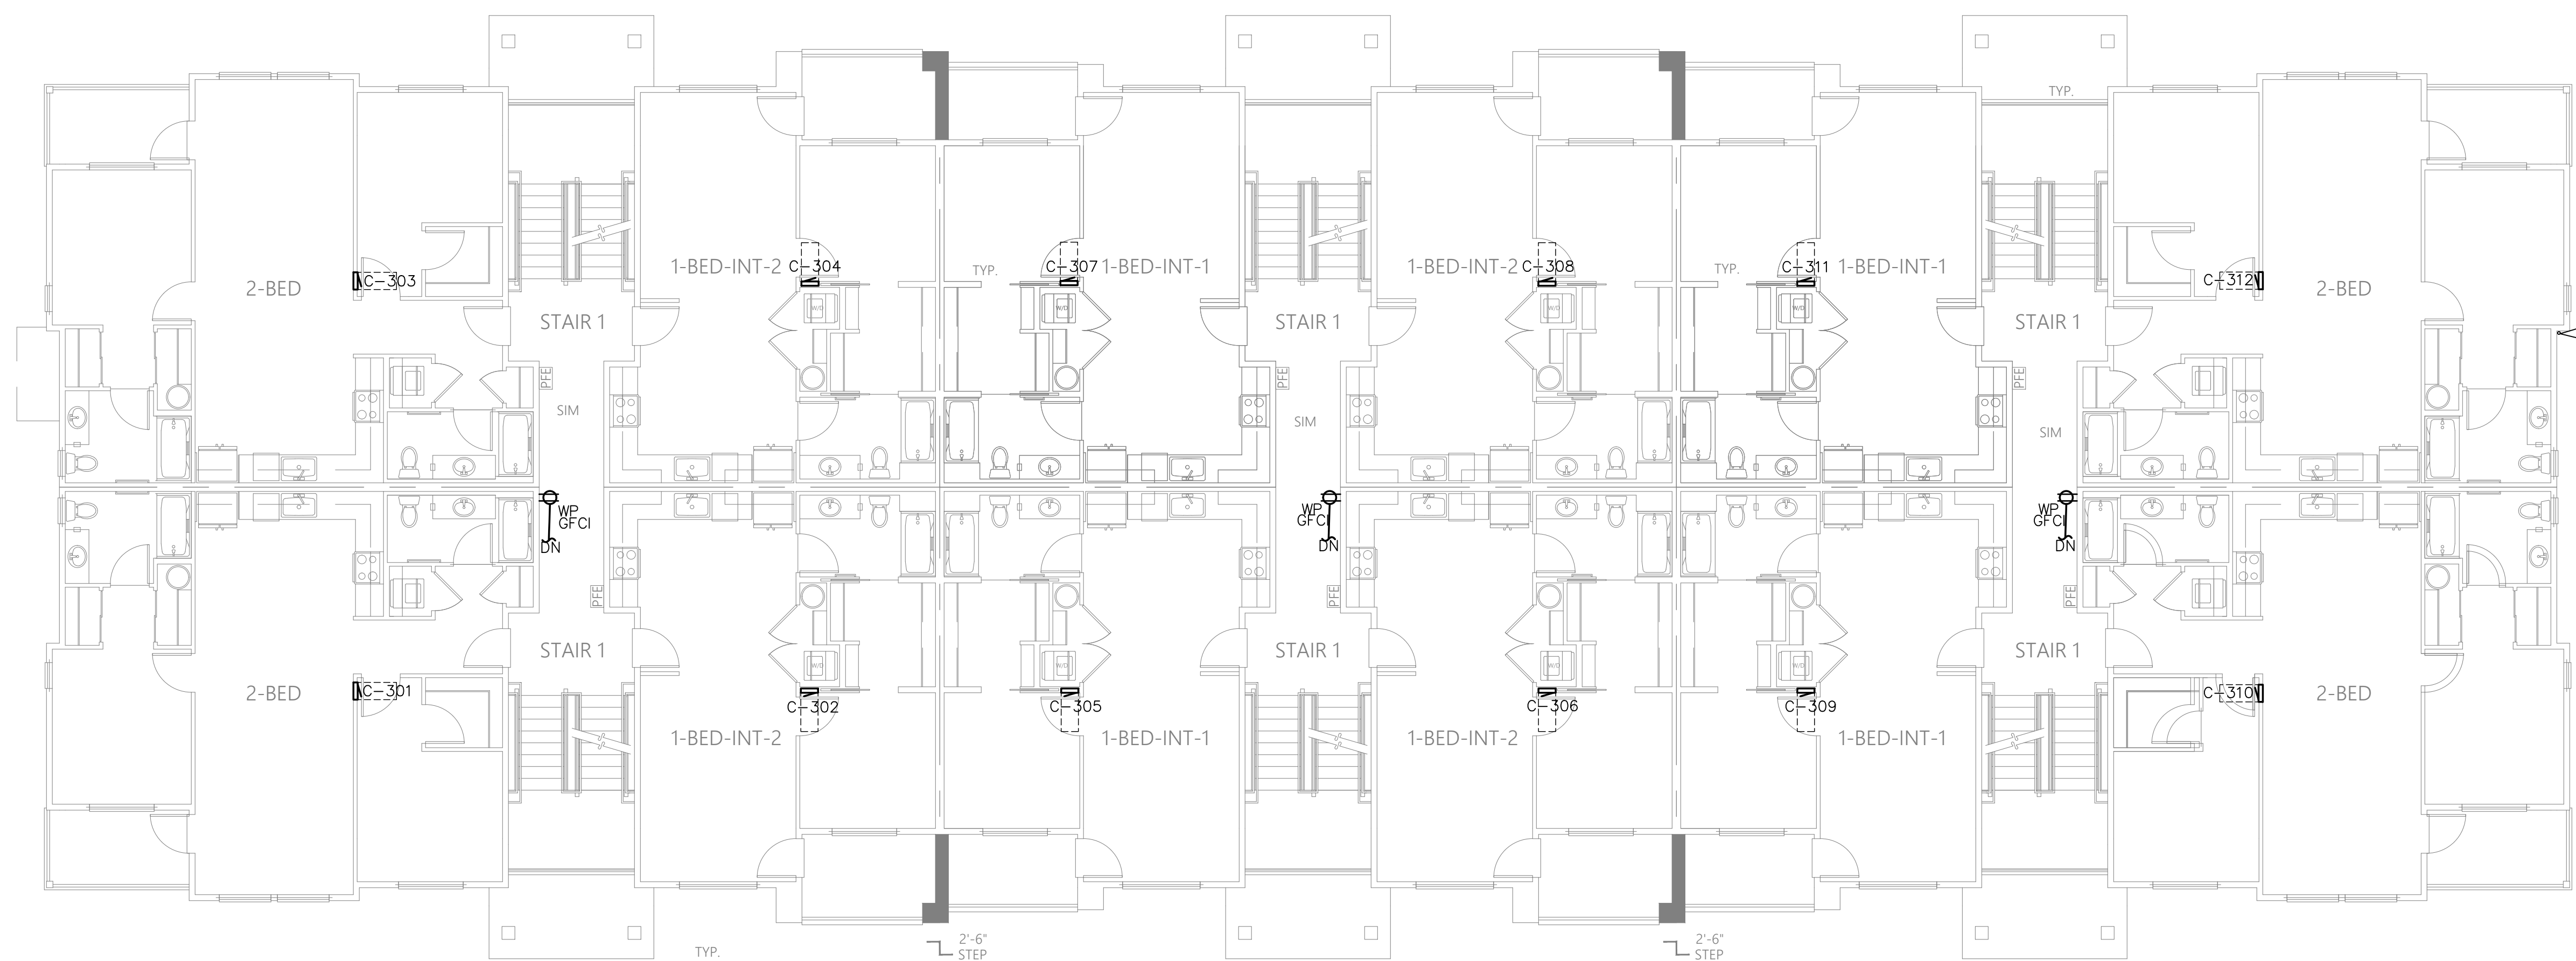 TYP.
1-BED-INT-2
C-304
TYP.
C-307
1-BED-INT-1
1-BED-INT-2
C-308
TYP.
C-311
1-BED-INT-1
C-303
2-BED
C-312
2-BED
W/D
W/D
W/D
W/D
STAIR 1
STAIR 1
STAIR 1
PFE
PFE
PFE
SIM
SIM
SIM
WP
GFCI
DN
WP
GFCI
DN
WP
GFCI
DN
PFE
PFE
PFE
STAIR 1
STAIR 1
STAIR 1
W/D
W/D
W/D
W/D
2-BED
C-301
C-310
2-BED
C-302
C-305
C-306
C-309
1-BED-INT-2
1-BED-INT-1
1-BED-INT-2
1-BED-INT-1
TYP.
2'-6"
STEP
2'-6"
STEP